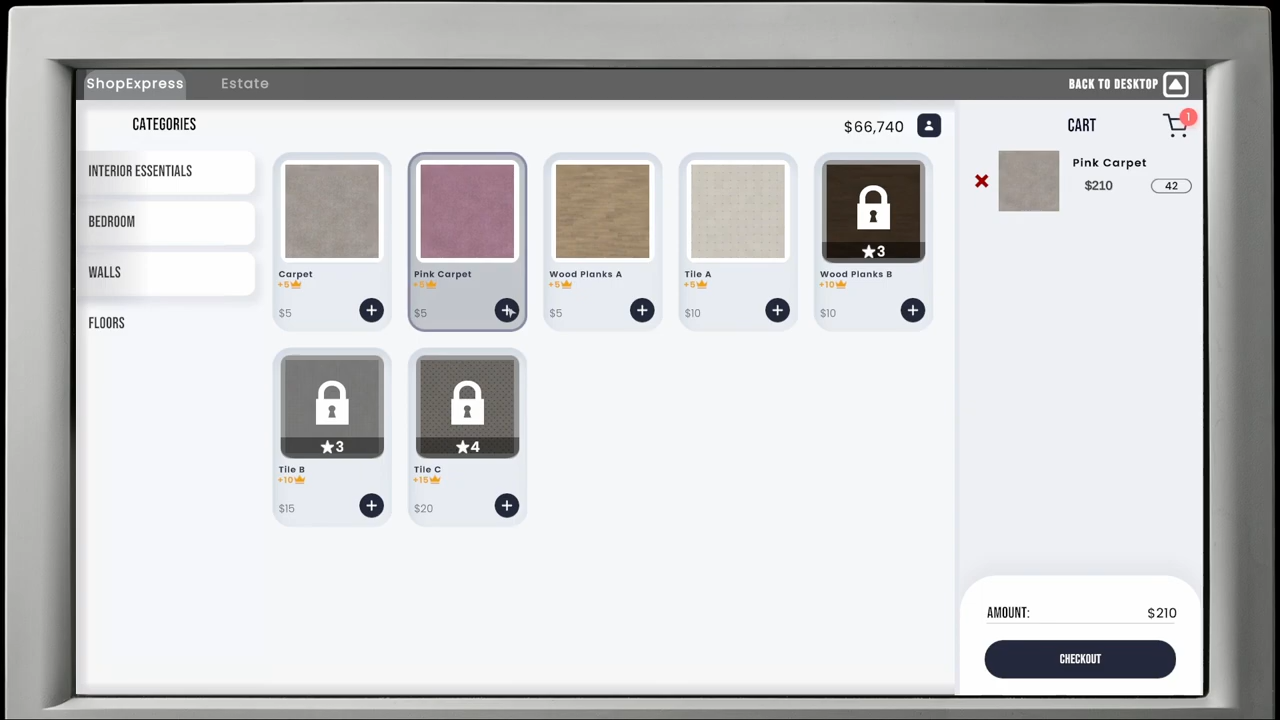 ShopExpress
Estate
BACK TO DESKTOP
CATEGORIES
$66,740
CART
1
INTERIOR ESSENTIALS
BEDROOM
WALLS
FLOORS
Carpet
+5
$5
Pink Carpet
+5
$5
Wood Planks A
+5
$5
Tile A
+5
$10
3
Wood Planks B
+10
$10
3
Tile B
+10
$15
4
Tile C
+15
$20
Pink Carpet
$210
42
AMOUNT:
$210
CHECKOUT